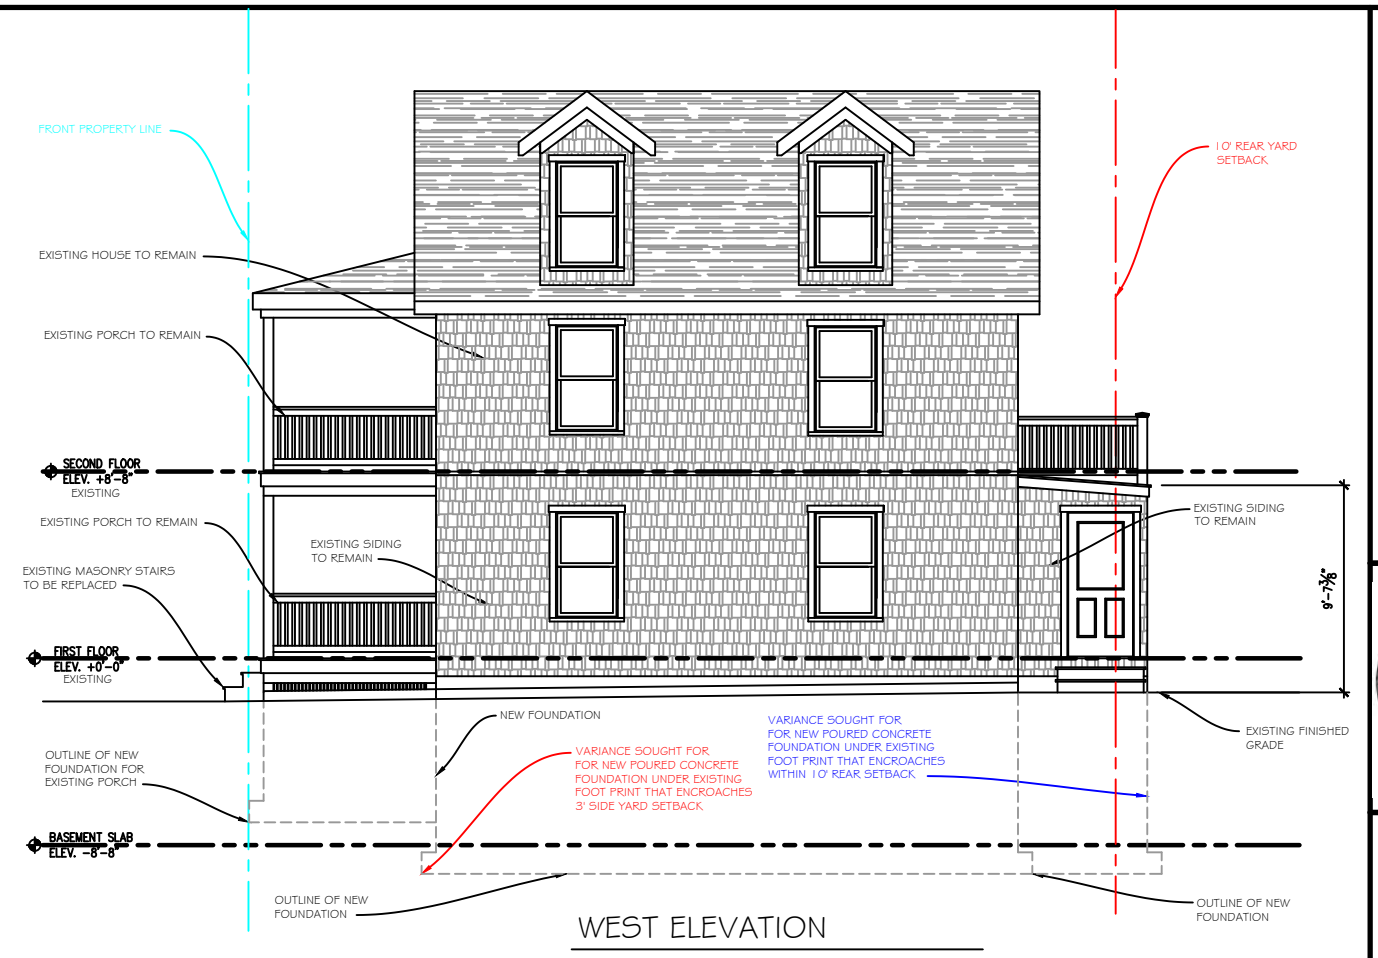 FRONT PROPERTY LINE
10' REAR YARD
SETBACK
EXISTING HOUSE TO REMAIN
EXISTING PORCH TO REMAIN
SECOND FLOOR
ELEV. +8'-8"
EXISTING
EXISTING PORCH TO REMAIN
EXISTING SIDING
TO REMAIN
EXISTING SIDING
TO REMAIN
EXISTING MASONRY STAIRS
TO BE REPLACED
9'-7⅜"
FIRST FLOOR
ELEV. +0'-0"
EXISTING
NEW FOUNDATION
VARIANCE SOUGHT FOR
FOR NEW POURED CONCRETE
FOUNDATION UNDER EXISTING
FOOT PRINT THAT ENCROACHES
WITHIN 10' REAR SETBACK
EXISTING FINISHED
GRADE
OUTLINE OF NEW
FOUNDATION FOR
EXISTING PORCH
VARIANCE SOUGHT FOR
FOR NEW POURED CONCRETE
FOUNDATION UNDER EXISTING
FOOT PRINT THAT ENCROACHES
3' SIDE YARD SETBACK
BASEMENT SLAB
ELEV. -8'-8"
OUTLINE OF NEW
FOUNDATION
OUTLINE OF NEW
FOUNDATION
WEST ELEVATION